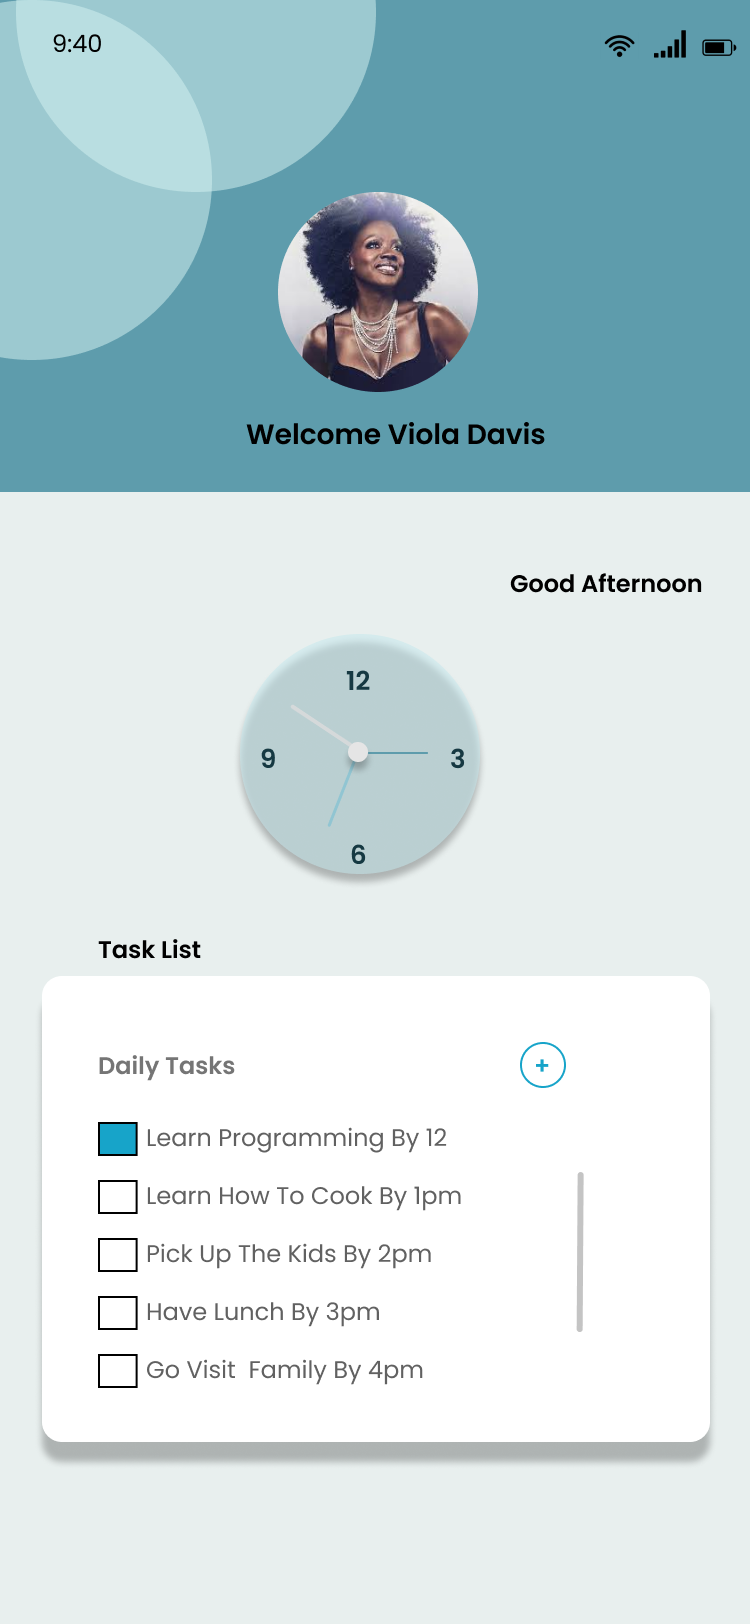 9:40
Welcome Viola Davis
Good Afternoon
12
9
3
6
Task List
Daily Tasks
+
Learn Programming By 12
Learn How To Cook By 1pm
Pick Up The Kids By 2pm
Have Lunch By 3pm
Go Visit  Family By 4pm